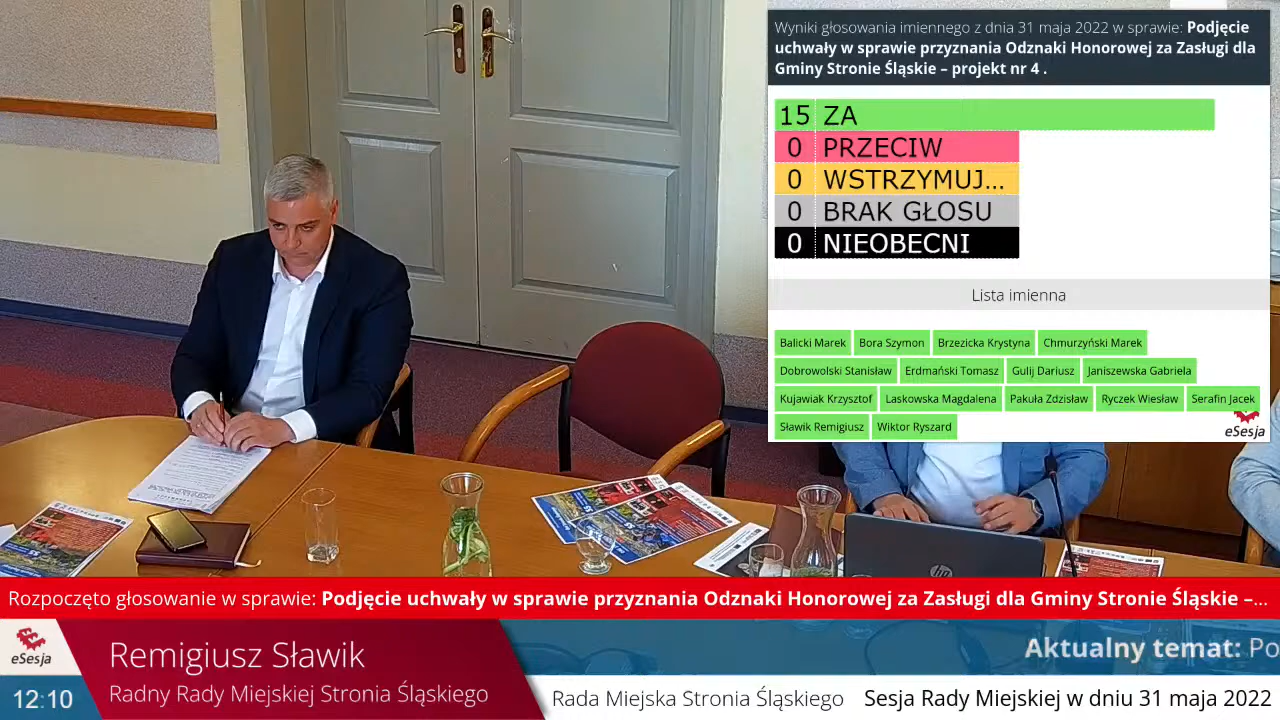 Wyniki głosowania imiennego z dnia 31 maja 2022 w sprawie: Podjęcie
uchwały w sprawie przyznania Odznaki Honorowej za Zasługi dla
Gminy Stronie Śląskie – projekt nr 4 .
15 ZA
0 PRZECIW
0 WSTRZYMUJ...
0 BRAK GŁOSU
0 NIEOBECNI
Lista imienna
Balicki Marek Bora Szymon Brzezicka Krystyna Chmurzyński Marek
Dobrowolski Stanisław Erdmański Tomasz Gulij Dariusz Janiszewska Gabriela
Kujawiak Krzysztof Laskowska Magdalena Pakuła Zdzisław Ryczek Wiesław Serafin Jacek
Sławik Remigiusz Wiktor Ryszard
eSesja
hp
Rozpoczęto głosowanie w sprawie: Podjęcie uchwały w sprawie przyznania Odznaki Honorowej za Zasługi dla Gminy Stronie Śląskie –...
eSesja
Remigiusz Sławik
Radny Rady Miejskiej Stronia Śląskiego
Aktualny temat: Po
12:10
Rada Miejska Stronia Śląskiego
Sesja Rady Miejskiej w dniu 31 maja 2022